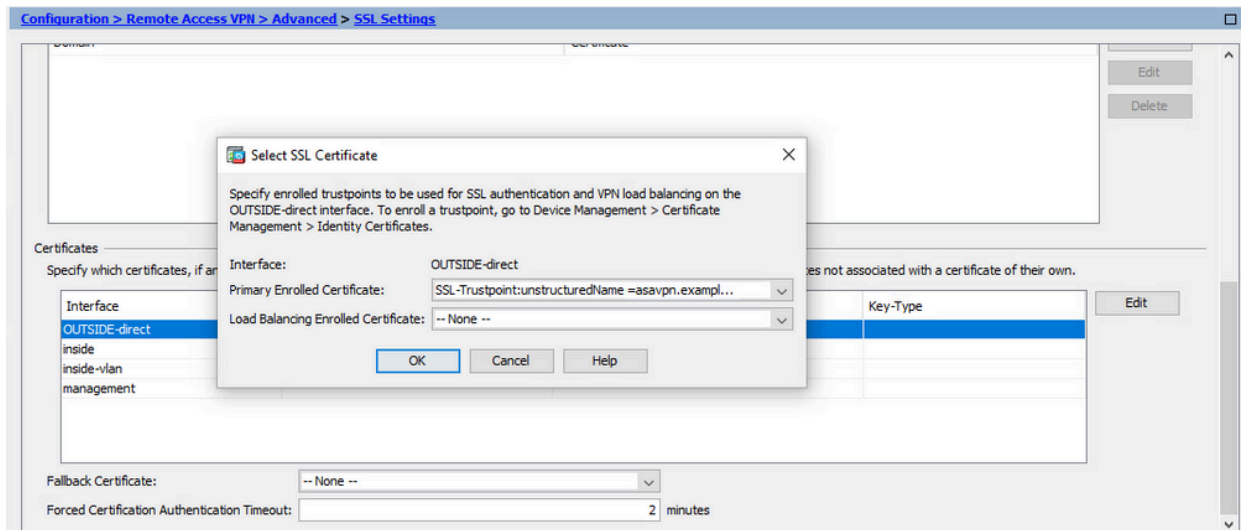 Configuration > Remote Access VPN > Advanced > SSL Settings
Edit
Delete
Select SSL Certificate
Specify enrolled trustpoints to be used for SSL authentication and VPN load balancing on the
OUTSIDE-direct interface. To enroll a trustpoint, go to Device Management > Certificate
Management > Identity Certificates.
Interface: OUTSIDE-direct
Primary Enrolled Certificate: SSL-Trustpoint:unstructuredName =asavpn.exampl...
Load Balancing Enrolled Certificate: -- None --
OK Cancel Help
Certificates
Specify which certificates, if es not associated with a certificate of their own.
Interface Key-Type Edit
OUTSIDE-direct
inside
inside-vlan
management
Fallback Certificate: -- None --
Forced Certification Authentication Timeout: 2 minutes